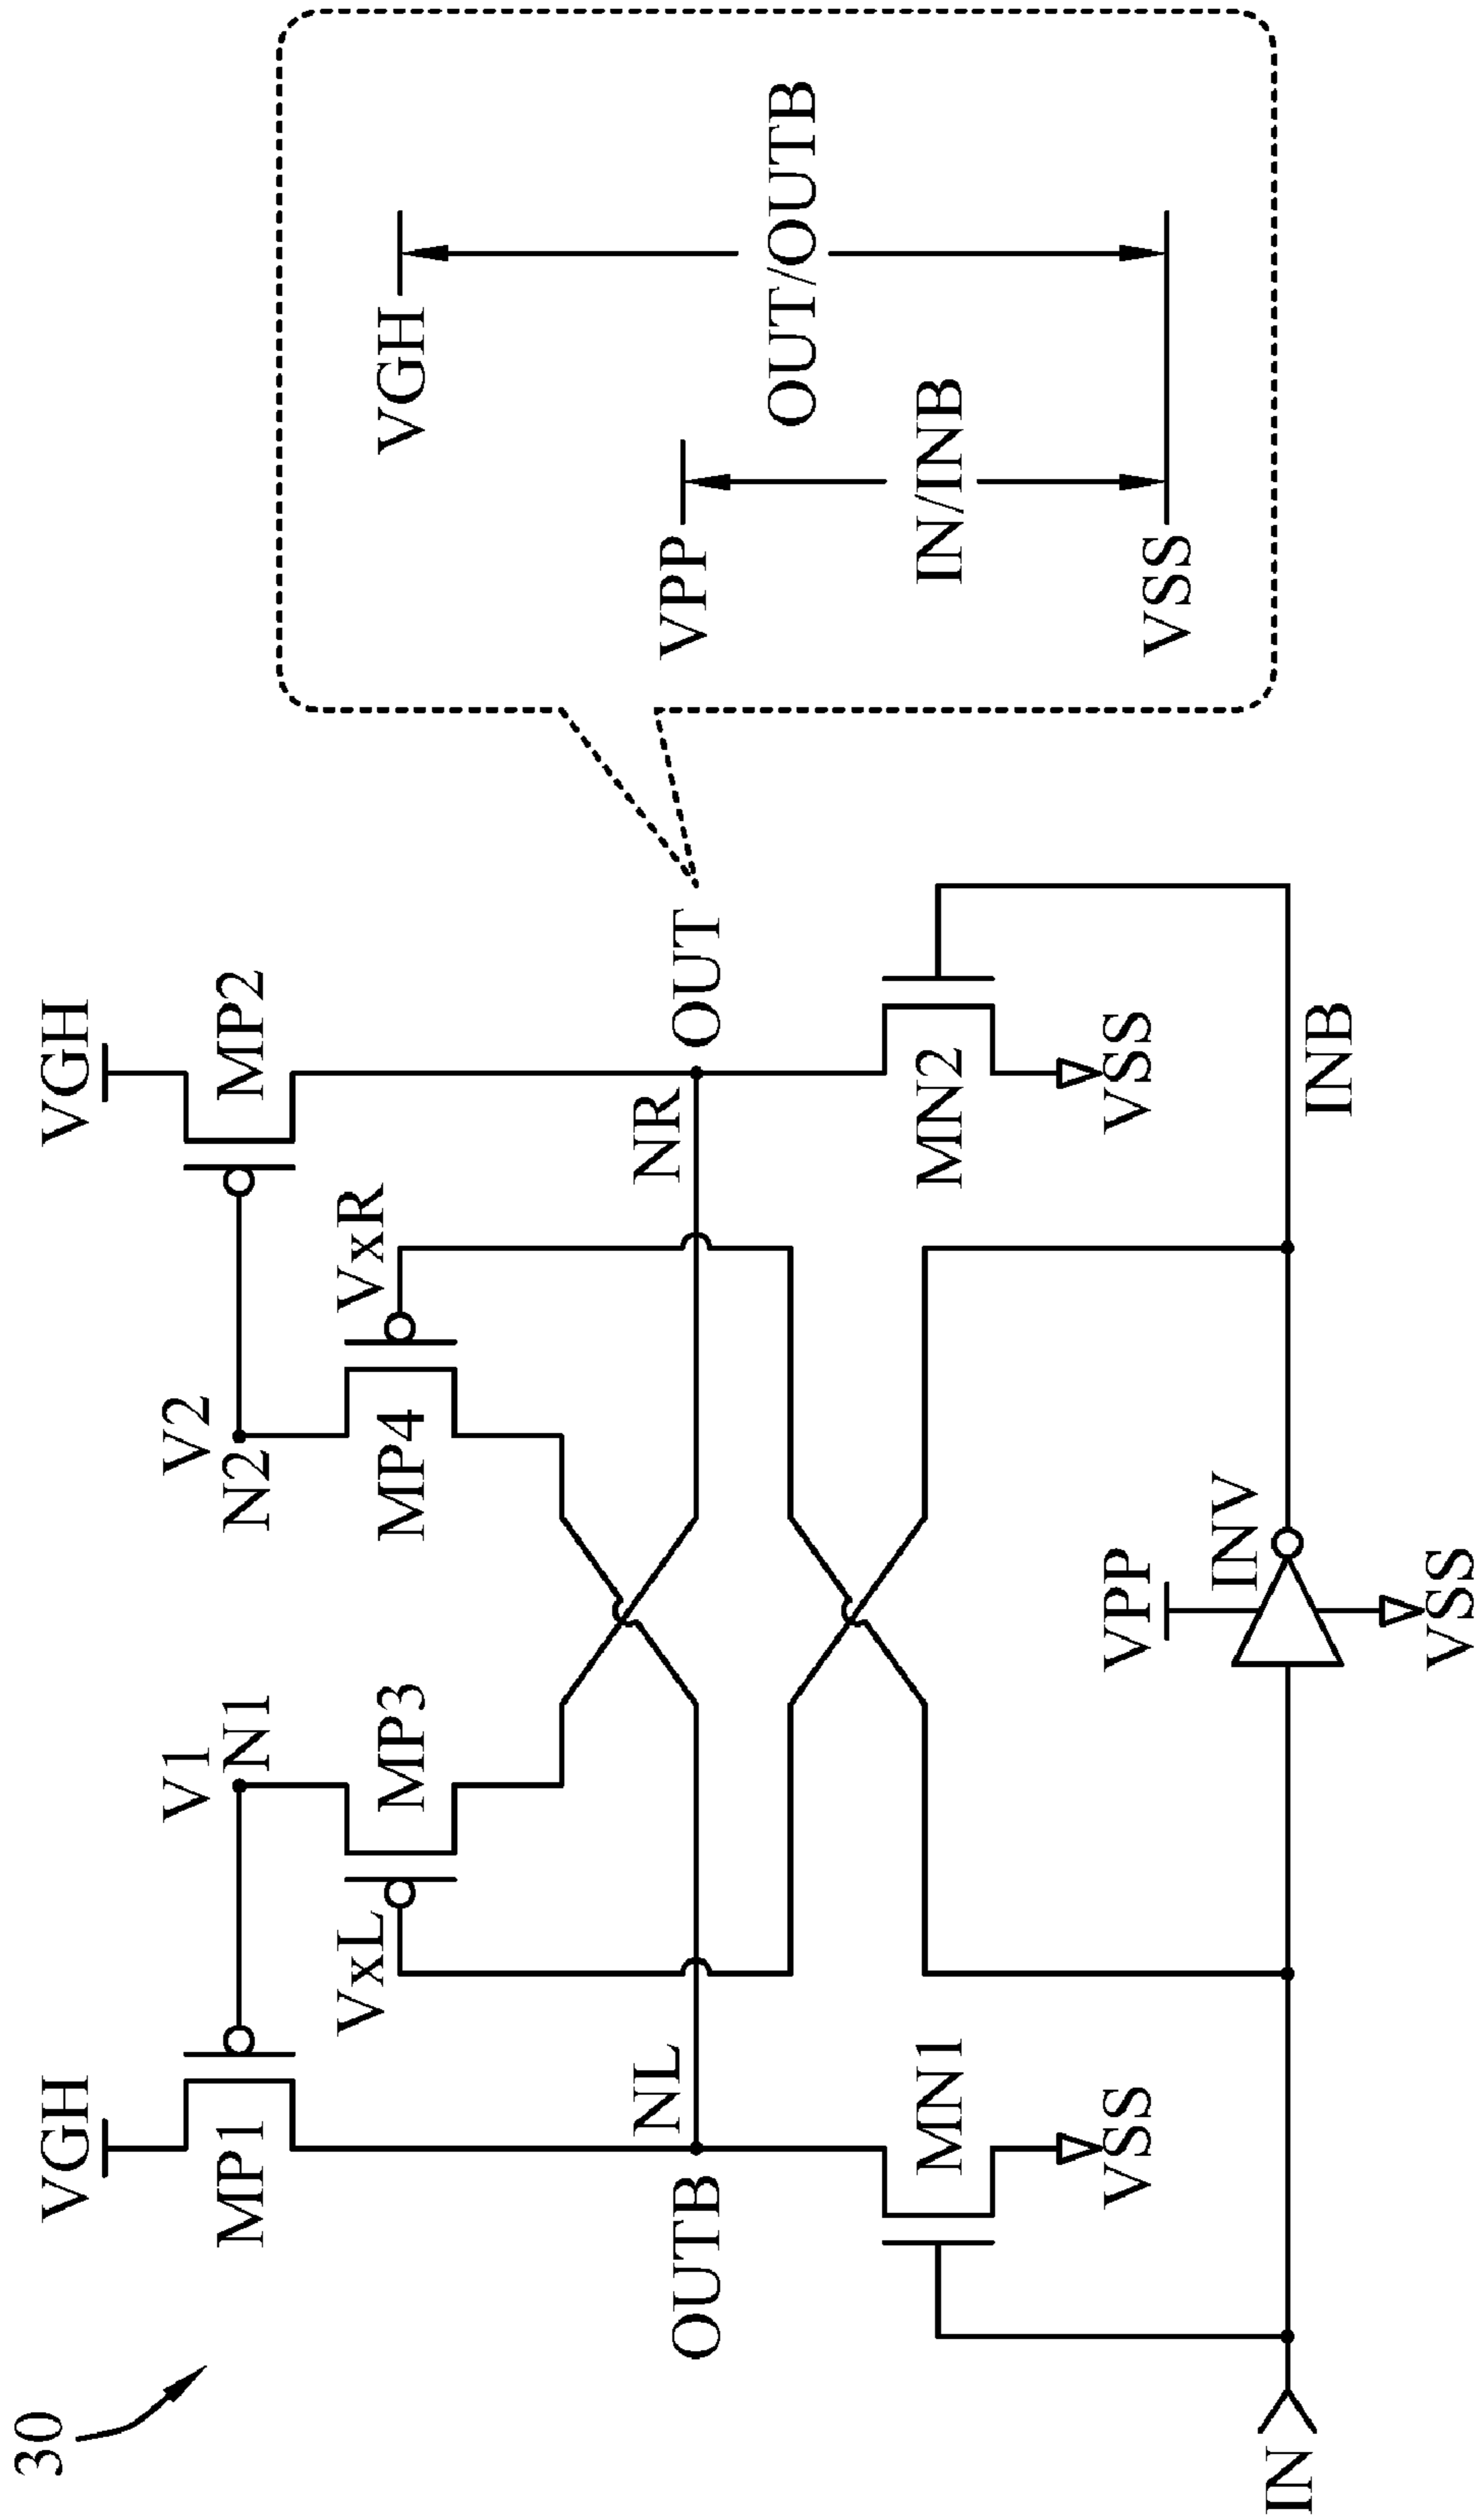 30
VGH
VGH
MP1
MP2
V1
N1
V2
N2
VxL
MP3
MP4
VxR
NL
NR
OUTB
OUT
MN1
MN2
VSS
VSS
VPP
INV
VSS
IN
INB
VGH
VPP
OUT/OUTB
IN/INB
VSS